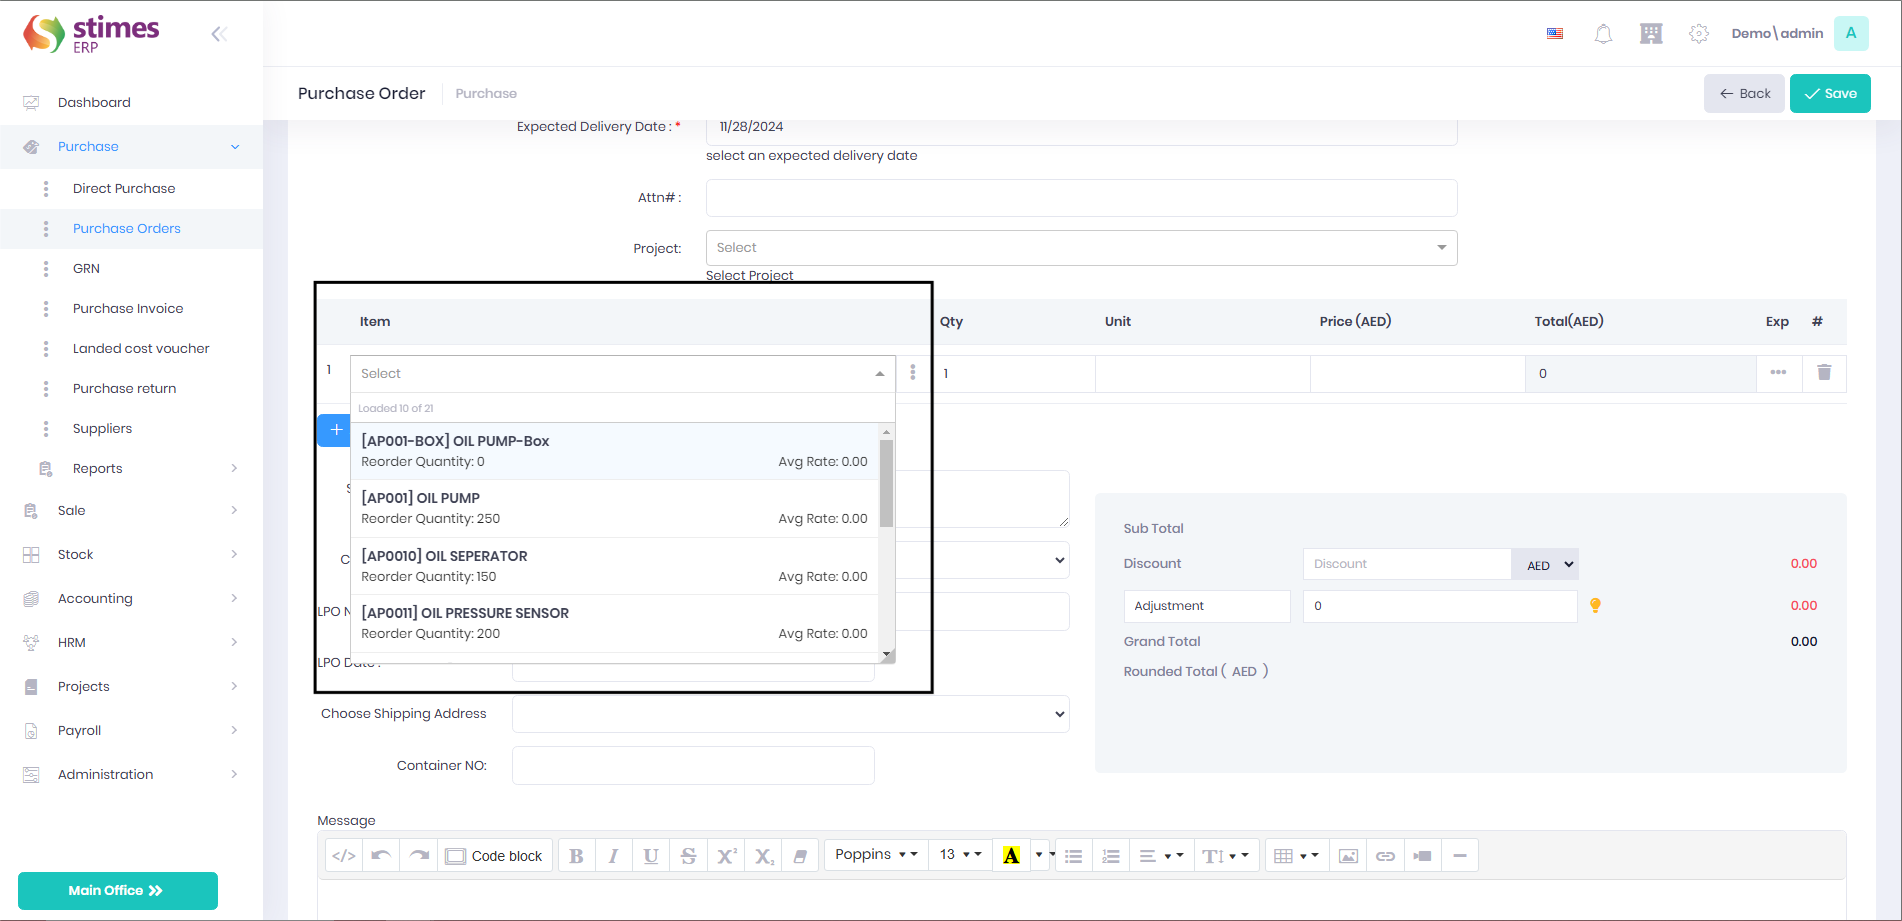 stimes
ERP
Demo\admin
A
Purchase Order
Purchase
Back
Save
Dashboard
Purchase
Direct Purchase
Purchase Orders
GRN
Purchase Invoice
Landed cost voucher
Purchase return
Suppliers
Reports
Sale
Stock
Accounting
HRM
Projects
Payroll
Administration
Main Office
Expected Delivery Date : *
11/28/2024
select an expected delivery date
Attn# :
Project:
Select
Select Project
Item
Qty
Unit
Price (AED)
Total(AED)
Exp
#
1
Select
1
0
Loaded 10 of 21
[AP001-BOX] OIL PUMP-Box
Reorder Quantity: 0
Avg Rate: 0.00
[AP001] OIL PUMP
Reorder Quantity: 250
Avg Rate: 0.00
[AP0010] OIL SEPERATOR
Reorder Quantity: 150
Avg Rate: 0.00
[AP0011] OIL PRESSURE SENSOR
Reorder Quantity: 200
Avg Rate: 0.00
LPO N
LPO Date :
Choose Shipping Address
Container NO:
Sub Total
Discount
Discount
AED
0.00
Adjustment
0
0.00
Grand Total
0.00
Rounded Total ( AED )
Message
Code block
Poppins
13